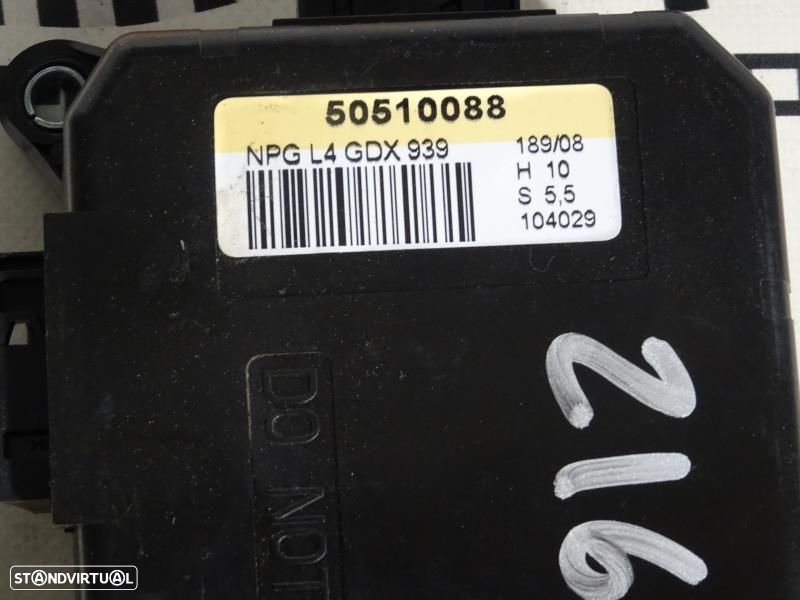 50510088
NPG L4 GDX 939
189/08
H 10
S 5,5
104029
DO NOT
216
STANDVIRTUAL